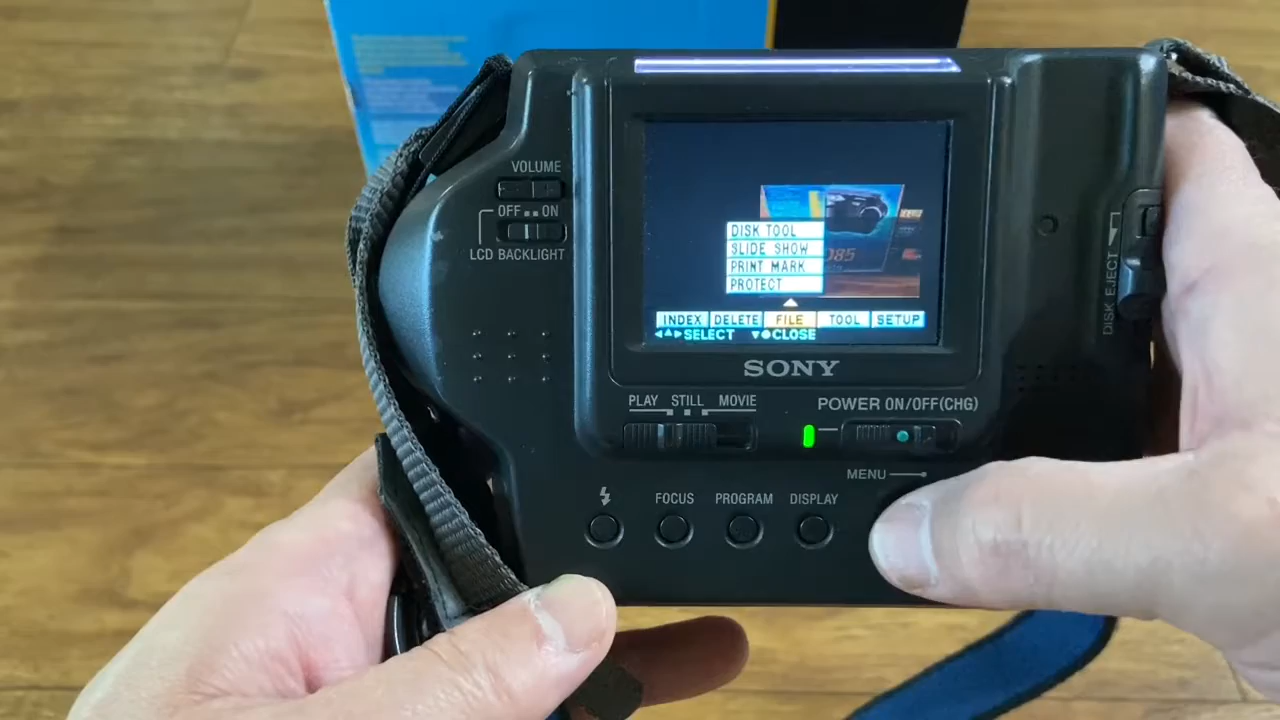 VOLUME
- +
OFF ON
LCD BACKLIGHT
DISK TOOL
SLIDE SHOW
PRINT MARK
PROTECT
INDEX DELETE FILE TOOL SETUP
◄▲►SELECT ▼●CLOSE
SONY
PLAY STILL MOVIE
POWER ON/OFF(CHG)
MENU
FOCUS PROGRAM DISPLAY
DISK EJECT